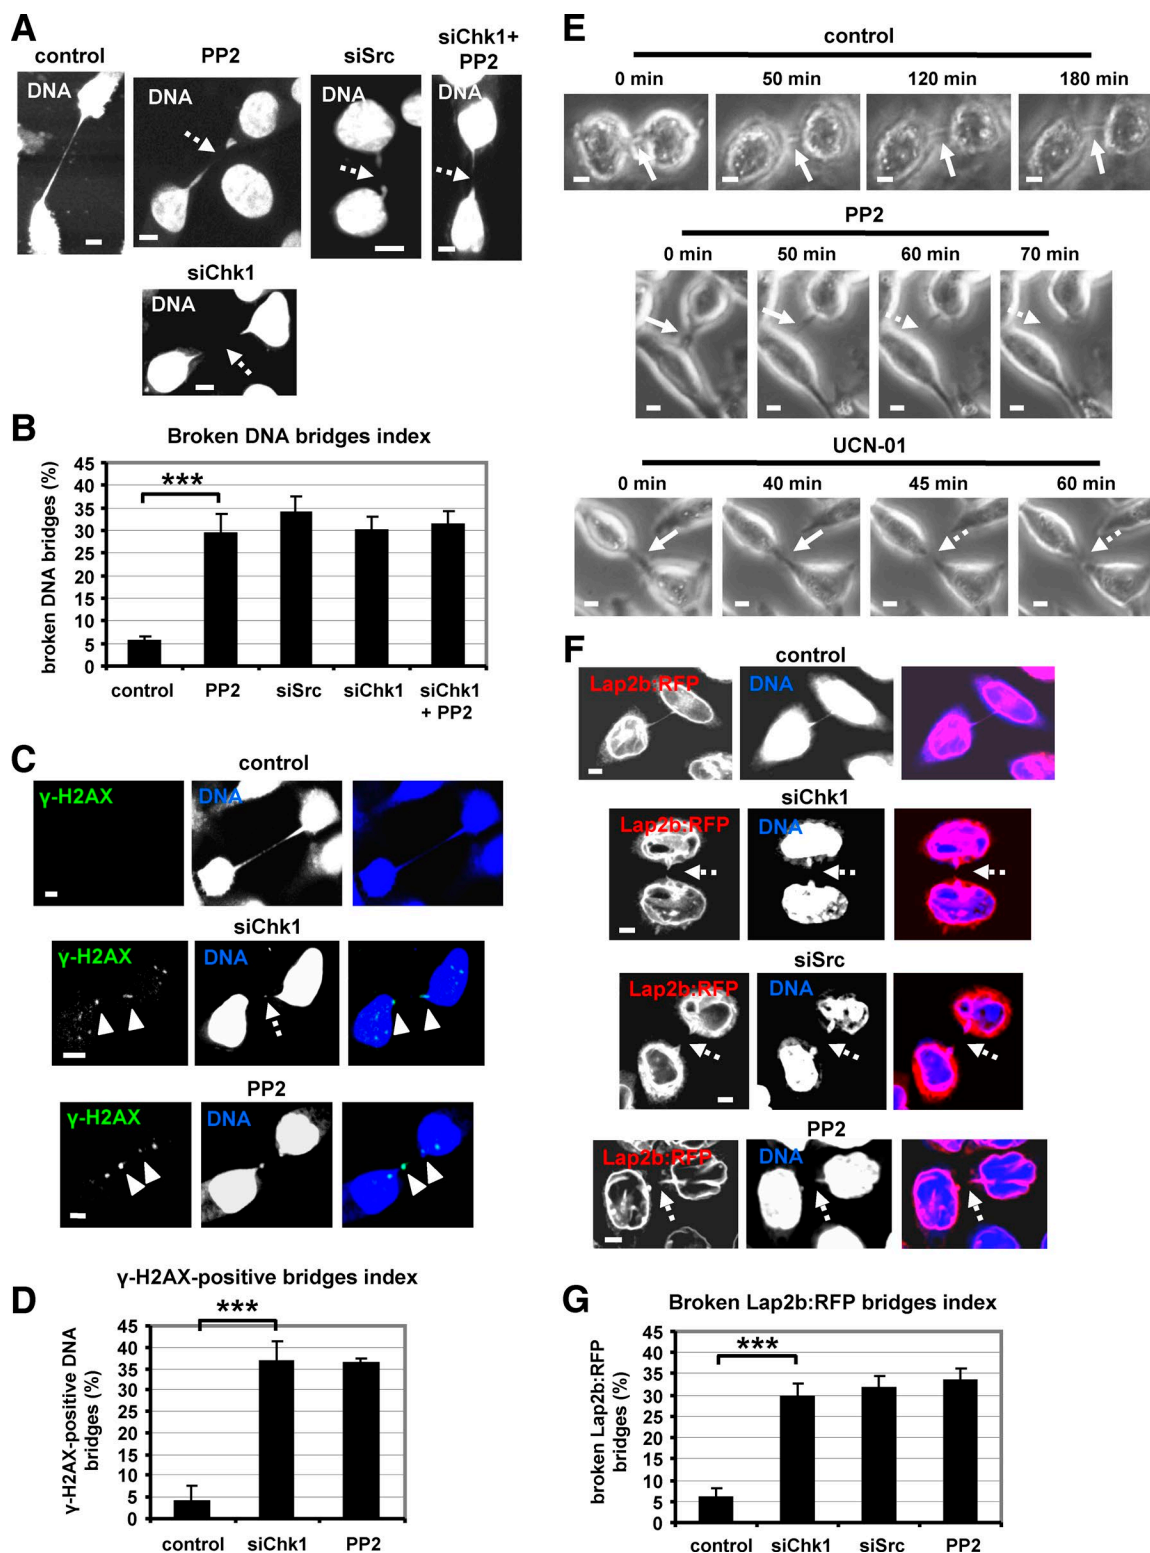 A
control
PP2
siSrc
siChk1+
PP2
DNA
DNA
DNA
DNA
siChk1
DNA
B
Broken DNA bridges index
broken DNA bridges (%)
45
40
35
30
25
20
15
10
5
0
***
control
PP2
siSrc
siChk1
siChk1
+ PP2
C
control
γ-H2AX
DNA
siChk1
γ-H2AX
DNA
PP2
γ-H2AX
DNA
D
γ-H2AX-positive bridges index
γ-H2AX-positive DNA
bridges (%)
45
40
35
30
25
20
15
10
5
0
***
control
siChk1
PP2
E
control
0 min
50 min
120 min
180 min
PP2
0 min
50 min
60 min
70 min
UCN-01
0 min
40 min
45 min
60 min
F
control
Lap2b:RFP
DNA
siChk1
Lap2b:RFP
DNA
siSrc
Lap2b:RFP
DNA
PP2
Lap2b:RFP
DNA
G
Broken Lap2b:RFP bridges index
broken Lap2b:RFP
bridges (%)
45
40
35
30
25
20
15
10
5
0
***
control
siChk1
siSrc
PP2